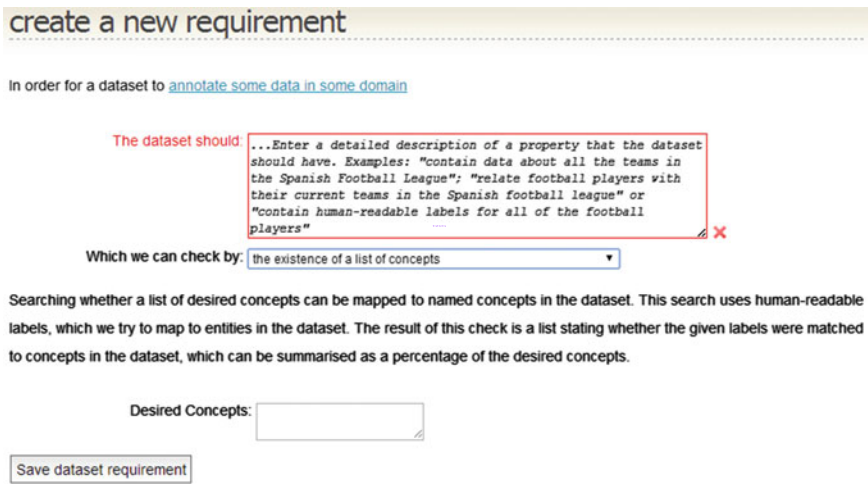 create a new requirement
In order for a dataset to annotate some data in some domain
The dataset should: ...Enter a detailed description of a property that the dataset
should have. Examples: "contain data about all the teams in
the Spanish Football League"; "relate football players with
their current teams in the Spanish football league" or
"contain human-readable labels for all of the football
players"
Which we can check by: the existence of a list of concepts
Searching whether a list of desired concepts can be mapped to named concepts in the dataset. This search uses human-readable
labels, which we try to map to entities in the dataset. The result of this check is a list stating whether the given labels were matched
to concepts in the dataset, which can be summarised as a percentage of the desired concepts.
Desired Concepts:
Save dataset requirement